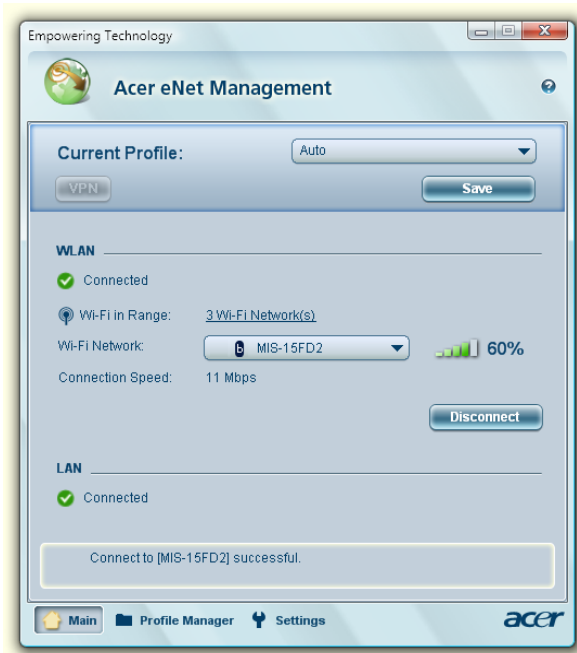 Empowering Technology
Acer eNet Management
Current Profile: Auto
VPN Save
WLAN
Connected
Wi-Fi in Range: 3 Wi-Fi Network(s)
Wi-Fi Network: b MIS-15FD2 60%
Connection Speed: 11 Mbps
Disconnect
LAN
Connected
Connect to [MIS-15FD2] successful.
Main Profile Manager Settings acer